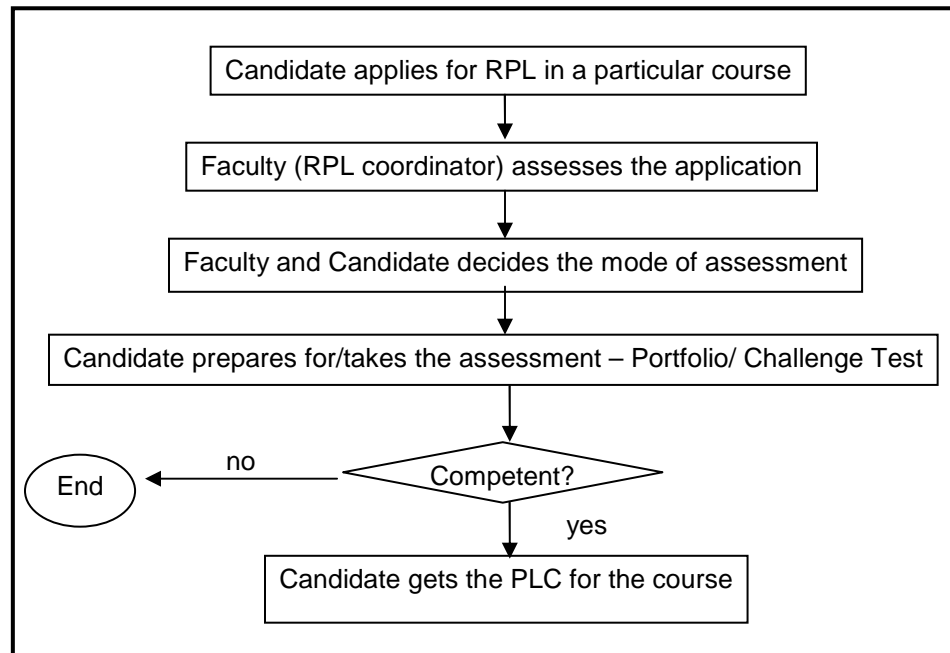 Candidate applies for RPL in a particular course
Faculty (RPL coordinator) assesses the application
Faculty and Candidate decides the mode of assessment
Candidate prepares for/takes the assessment – Portfolio/ Challenge Test
Competent?
no
End
yes
Candidate gets the PLC for the course